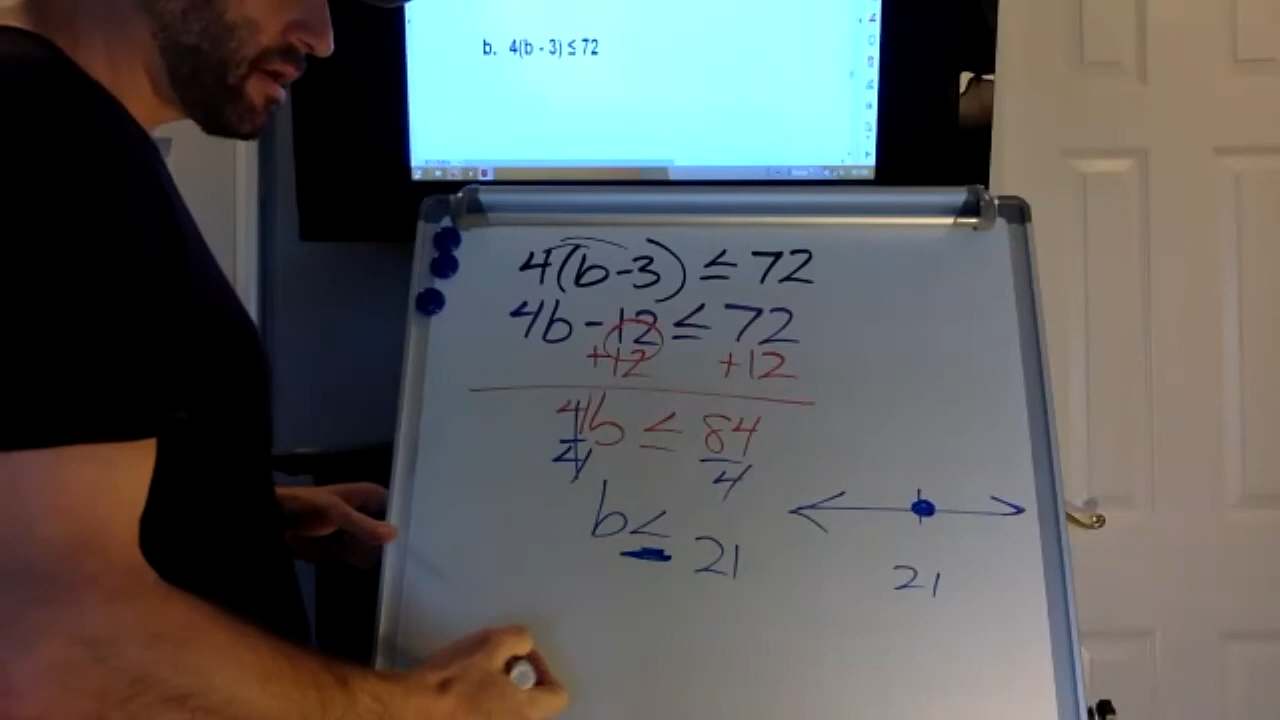 b. 4(b - 3) ≤ 72
4(b-3) ≤ 72
4b - 12 ≤ 72
+12 +12
4b ≤ 84
4 4
b ≤ 21
21